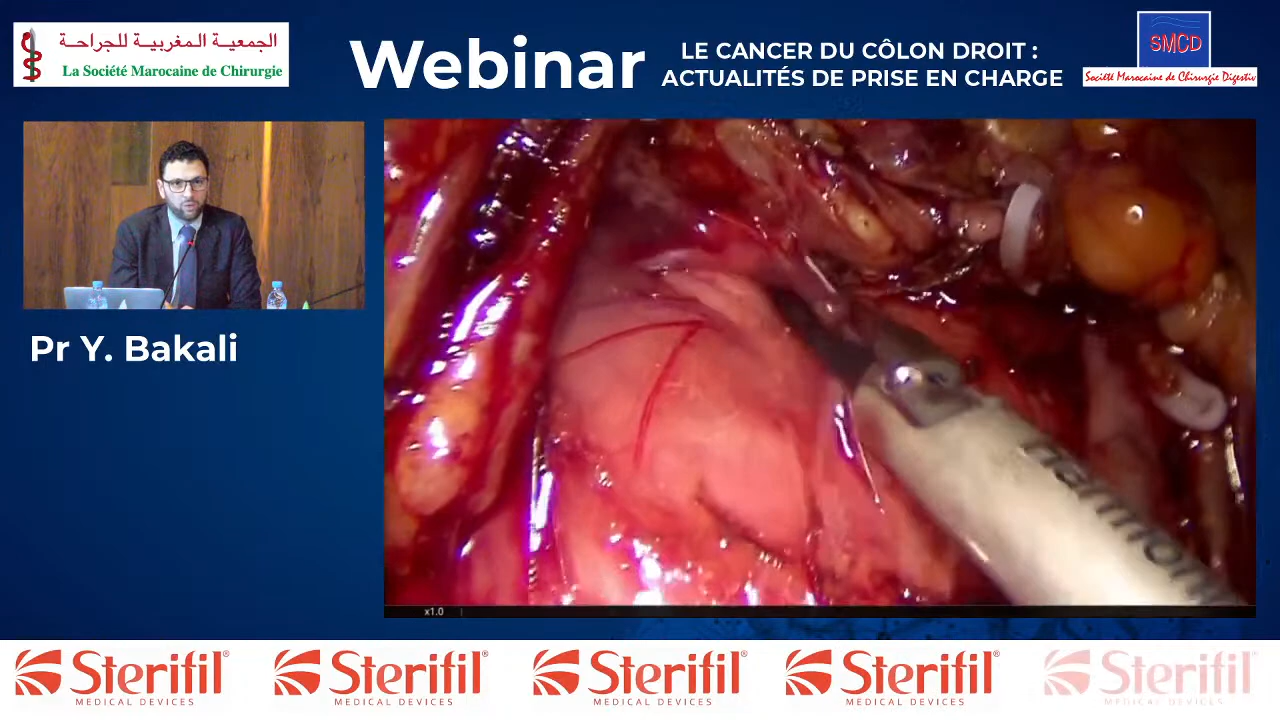 الجمعية المغربية للجراحة
La Société Marocaine de Chirurgie
Webinar
LE CANCER DU CÔLON DROIT :
ACTUALITÉS DE PRISE EN CHARGE
SMCD
Société Marocaine de Chirurgie Digestiv
Pr Y. Bakali
x1.0
Sterifil®
MEDICAL DEVICES
Sterifil®
MEDICAL DEVICES
Sterifil®
MEDICAL DEVICES
Sterifil®
MEDICAL DEVICES
Sterifil®
MEDICAL DEVICES